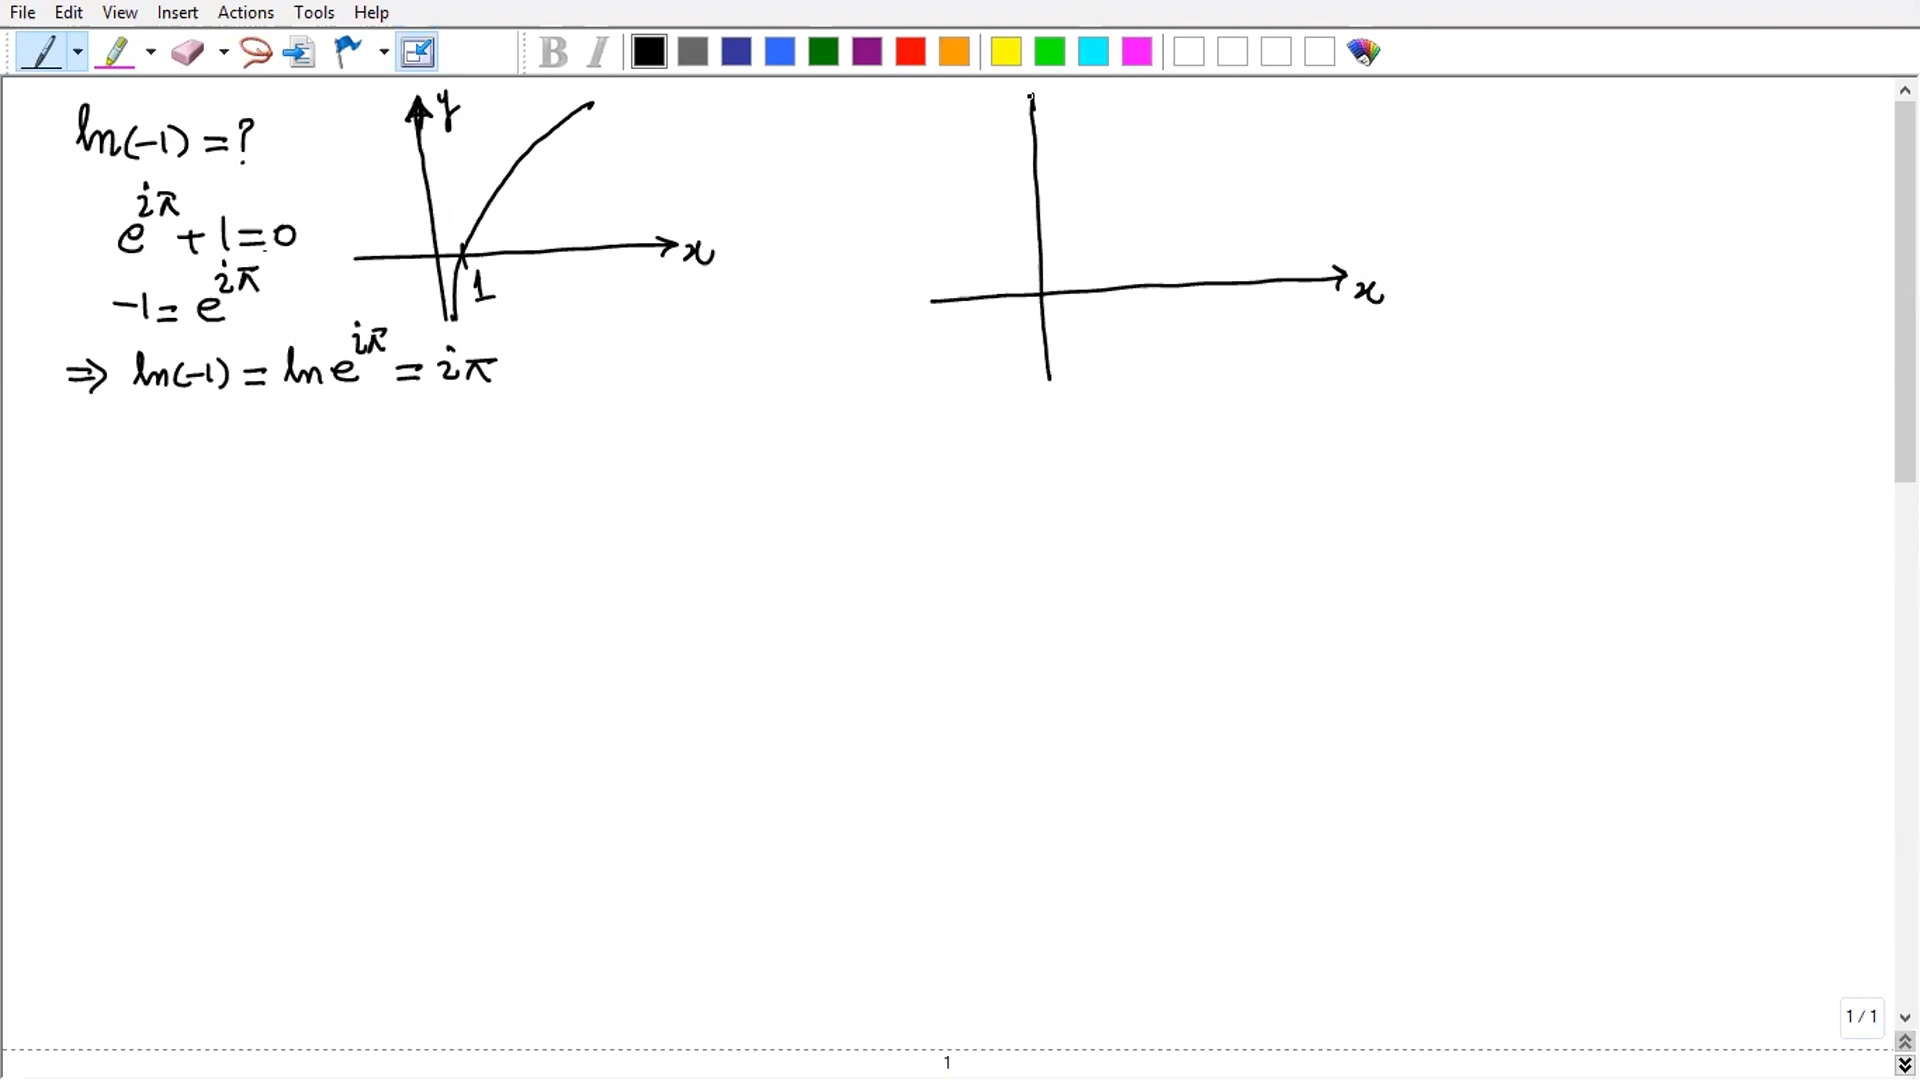 File Edit View Insert Actions Tools Help
B I
ln(-1) = ?
y
e^{iπ} + 1 = 0
x
1
-1 = e^{iπ}
⇒ ln(-1) = ln e^{iπ} = iπ
x
1 / 1
1